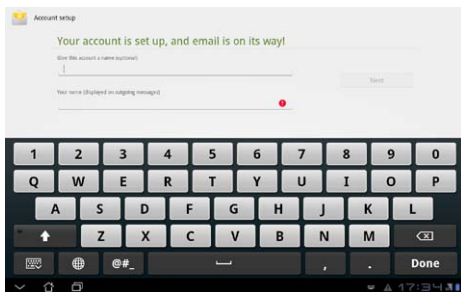 Account setup
Your account is set up, and email is on its way!
Give this account a name (optional)
Your name (displayed on outgoing messages)
Next
1 2 3 4 5 6 7 8 9 0
Q W E R T Y U I O P
A S D F G H J K L
Z X C V B N M
@#_ , . Done
17:34